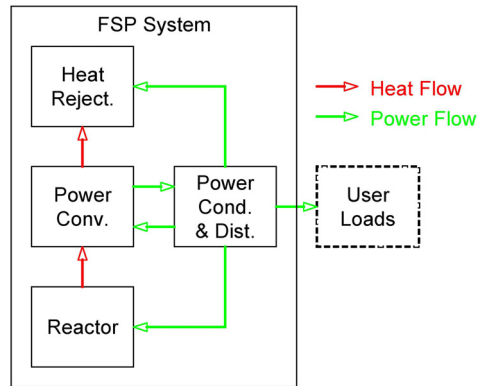 FSP System
Heat
Reject.
Heat Flow
Power Flow
Power
Conv.
Power
Cond.
& Dist.
User
Loads
Reactor